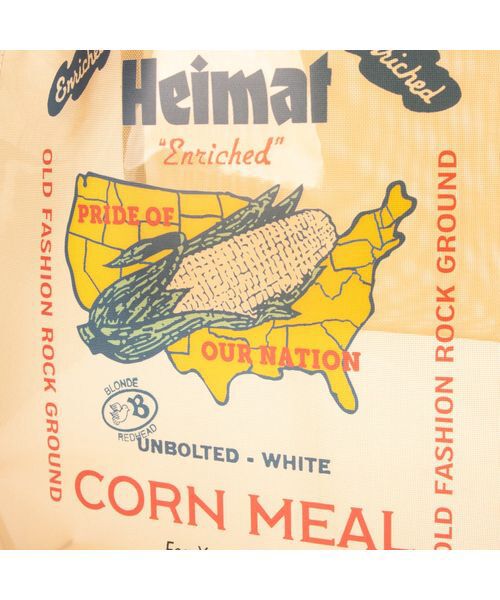 Enriched
Enriched
Heimat
"Enriched"
OLD FASHION ROCK GROUND
PRIDE OF
OUR NATION
OLD FASHION ROCK GROUND
BLONDE
B
REDHEAD
UNBOLTED - WHITE
CORN MEAL